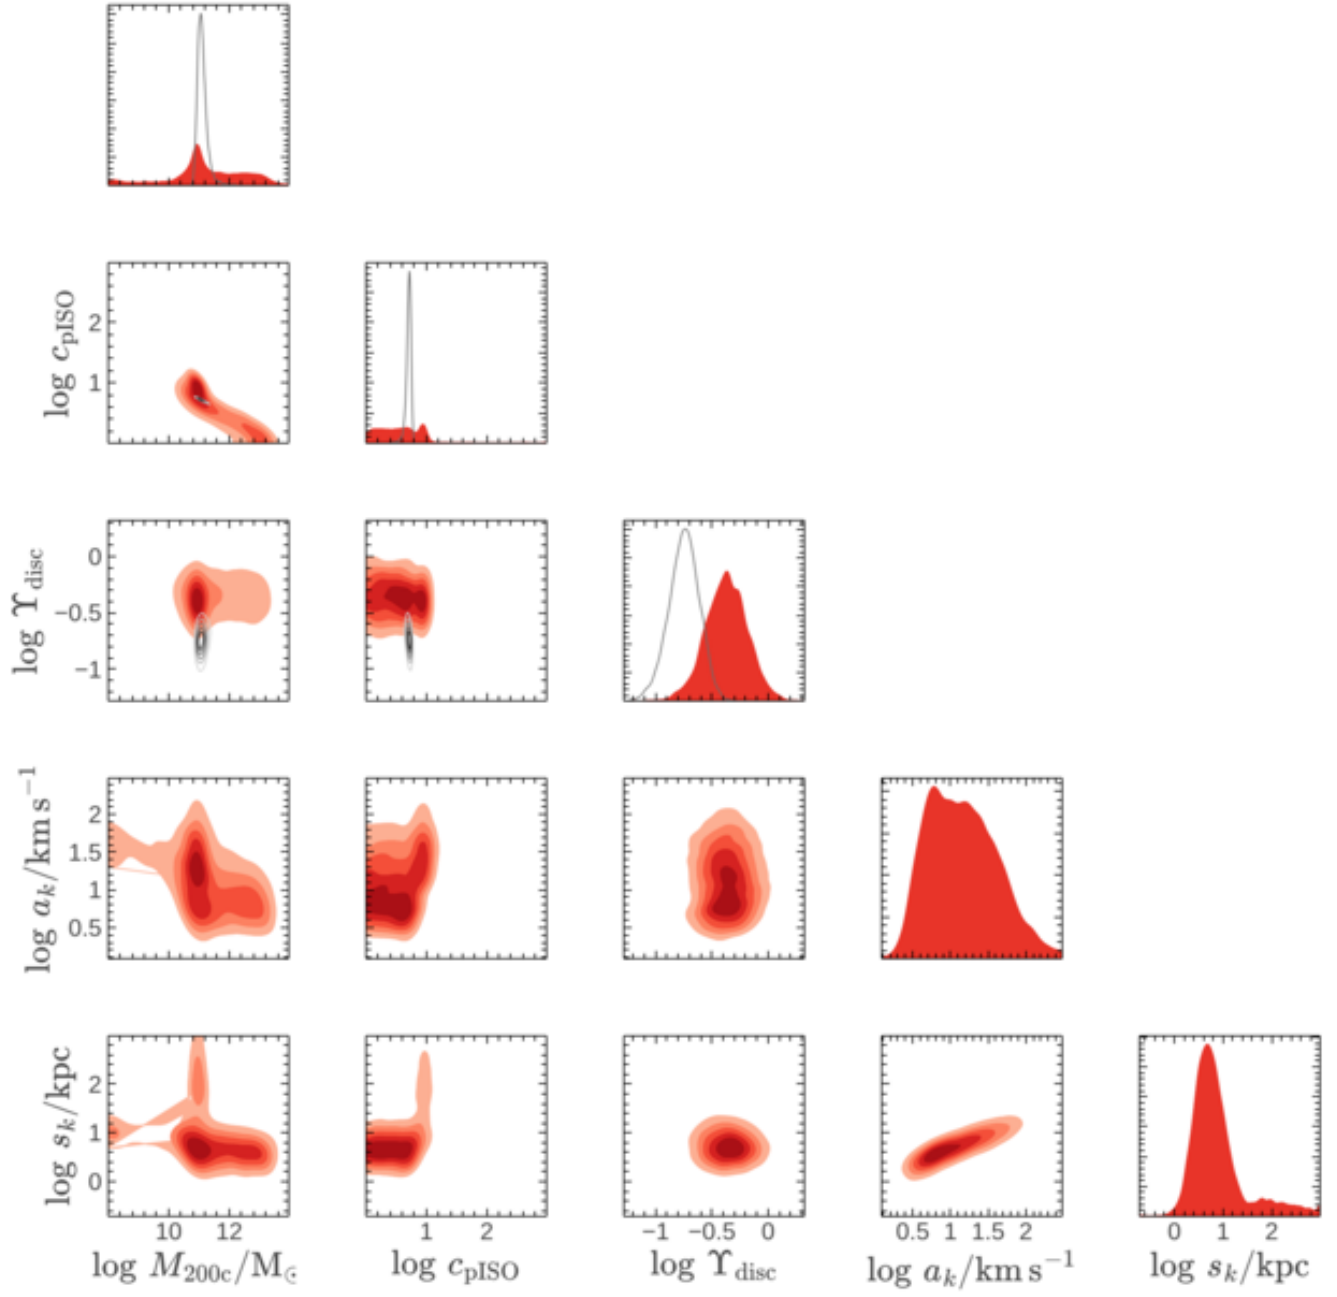 log c_pISO
2
1
log ϒ_disc
0
−0.5
−1
log a_k/km s^−1
2
1.5
1
0.5
log s_k/kpc
2
1
0
10 12
1 2
−1 −0.5 0
0.5 1 1.5 2
0 1 2
log M_200c/M_⊙
log c_pISO
log ϒ_disc
log a_k/km s^−1
log s_k/kpc